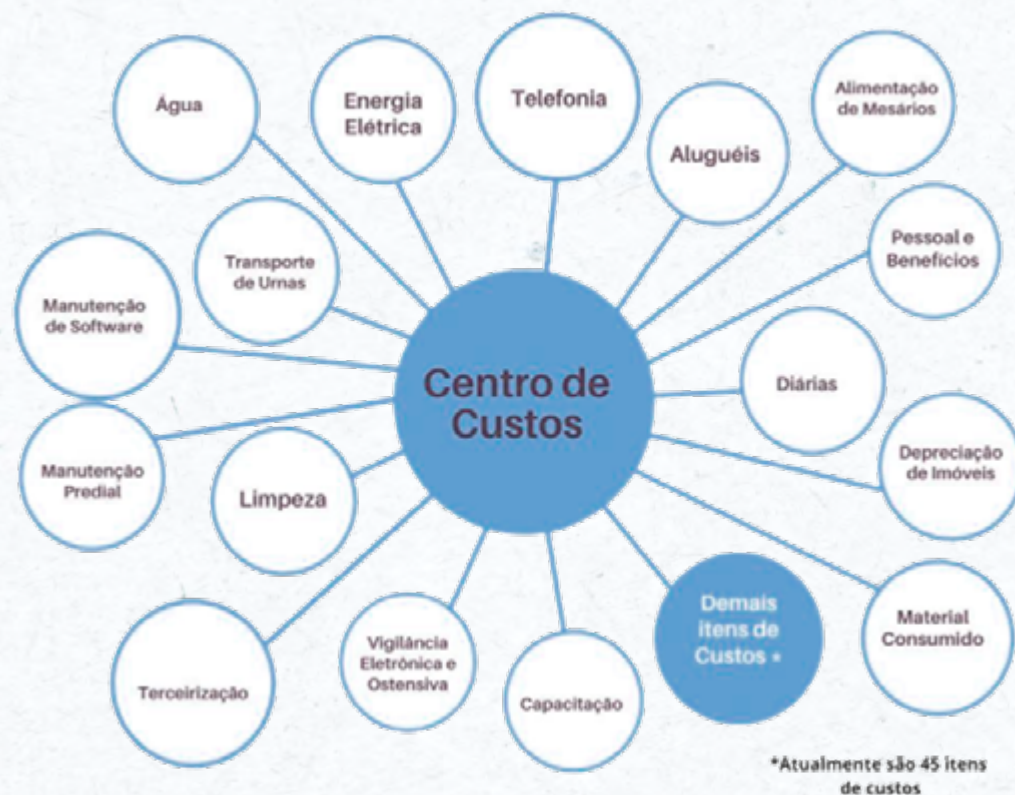 Água
Energia
Elétrica
Telefonia
Aluguéis
Alimentação
de Mesários
Transporte
de Urnas
Pessoal e
Benefícios
Manutenção
de Software
Centro de
Custos
Diárias
Manutenção
Predial
Limpeza
Depreciação
de Imóveis
Terceirização
Vigilância
Eletrônica e
Ostensiva
Capacitação
Demais
itens de
Custos *
Material
Consumido
*Atualmente são 45 itens
de custos